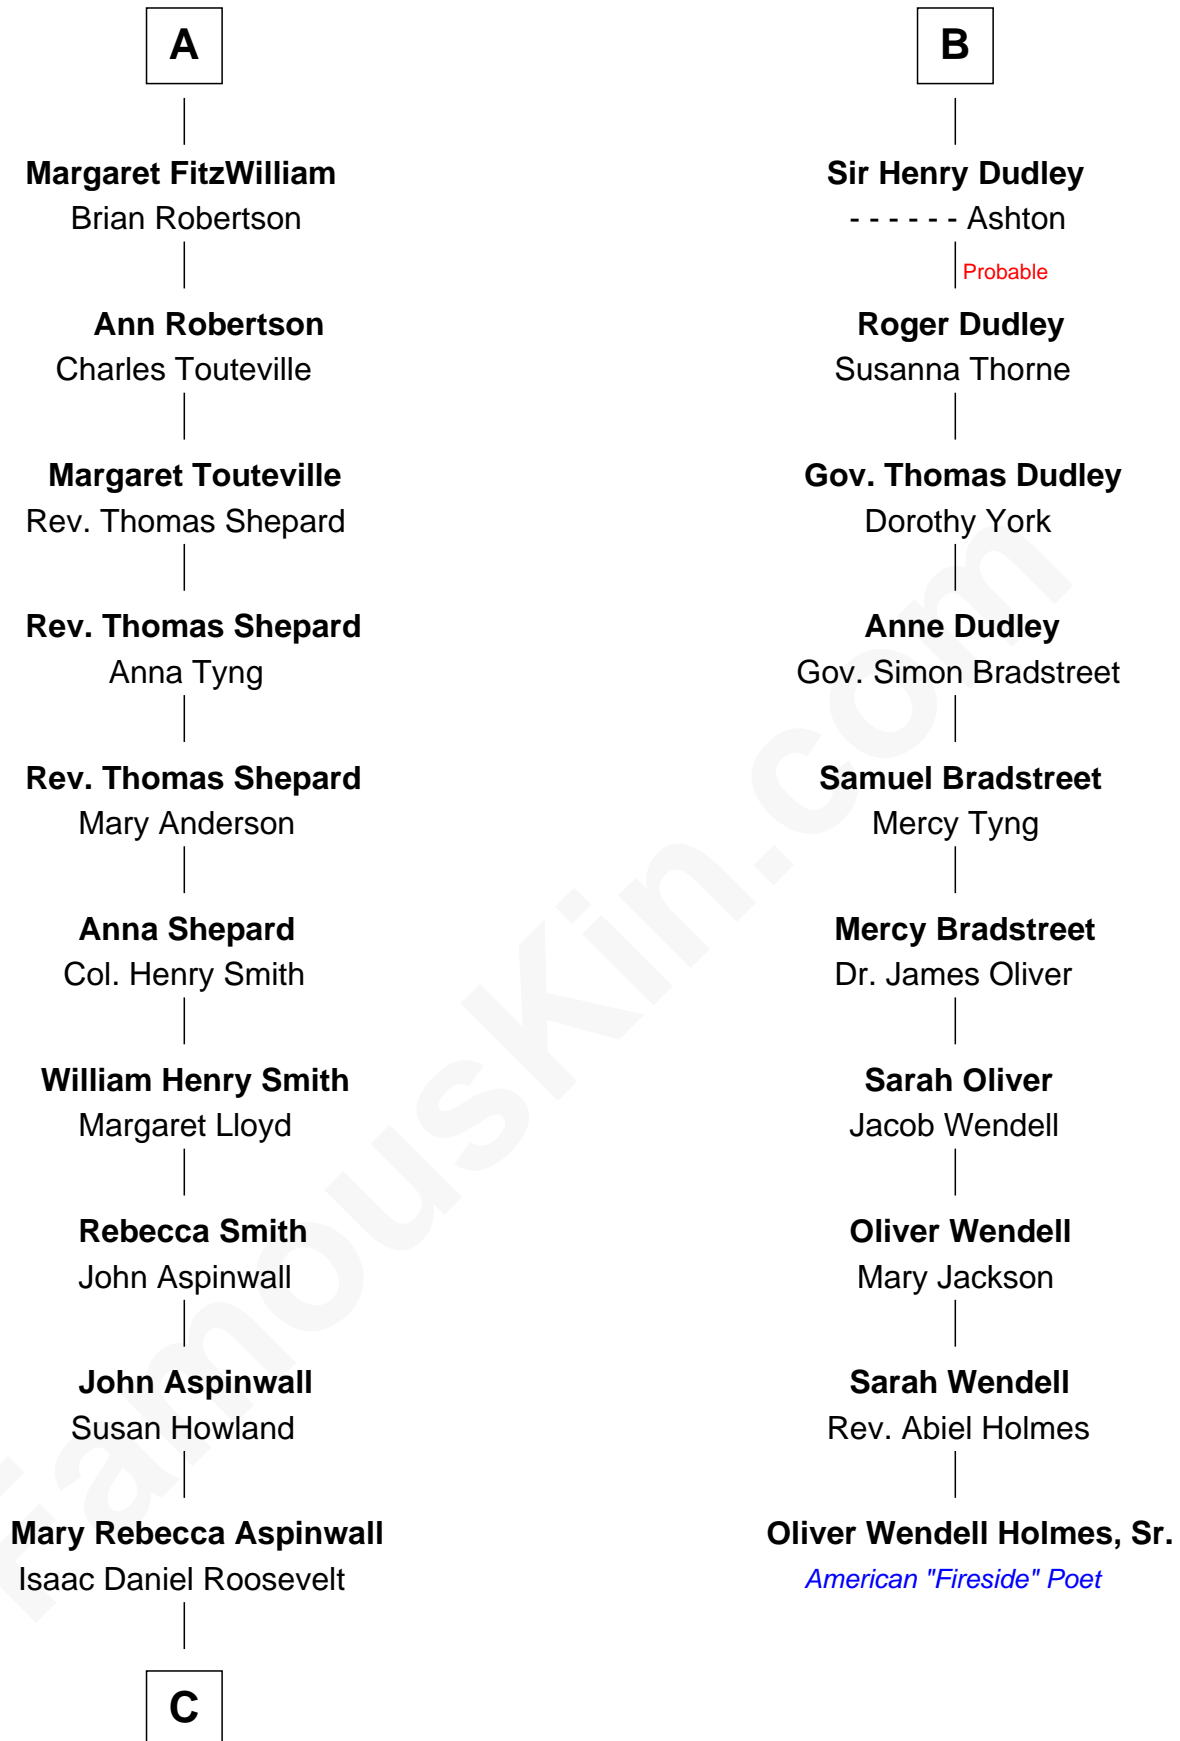 A
Margaret FitzWilliam
Brian Robertson
Ann Robertson
Charles Touteville
Margaret Touteville
Rev. Thomas Shepard
Rev. Thomas Shepard
Anna Tyng
Rev. Thomas Shepard
Mary Anderson
Anna Shepard
Col. Henry Smith
William Henry Smith
Margaret Lloyd
Rebecca Smith
John Aspinwall
John Aspinwall
Susan Howland
Mary Rebecca Aspinwall
Isaac Daniel Roosevelt
C
B
Sir Henry Dudley
- - - - - - Ashton
Probable
Roger Dudley
Susanna Thorne
Gov. Thomas Dudley
Dorothy York
Anne Dudley
Gov. Simon Bradstreet
Samuel Bradstreet
Mercy Tyng
Mercy Bradstreet
Dr. James Oliver
Sarah Oliver
Jacob Wendell
Oliver Wendell
Mary Jackson
Sarah Wendell
Rev. Abiel Holmes
Oliver Wendell Holmes, Sr.
American "Fireside" Poet
FamousKin.com